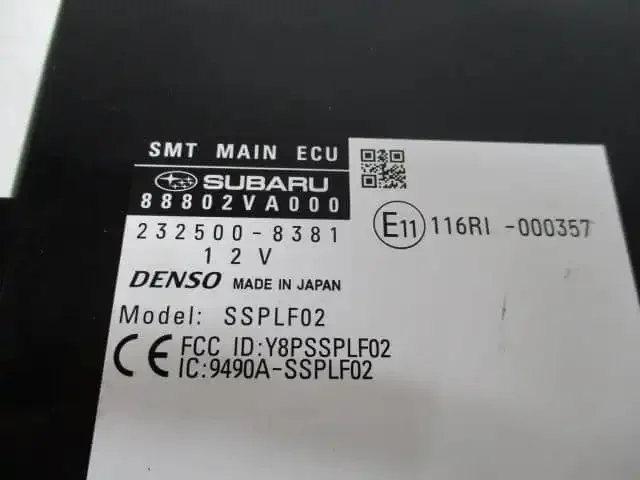 SMT MAIN ECU
SUBARU
88802VA000
232500-8381
12V
DENSO MADE IN JAPAN
Model: SSPLF02
CE FCC ID:Y8PSSPLF02
IC:9490A-SSPLF02
E11 116RI -000357